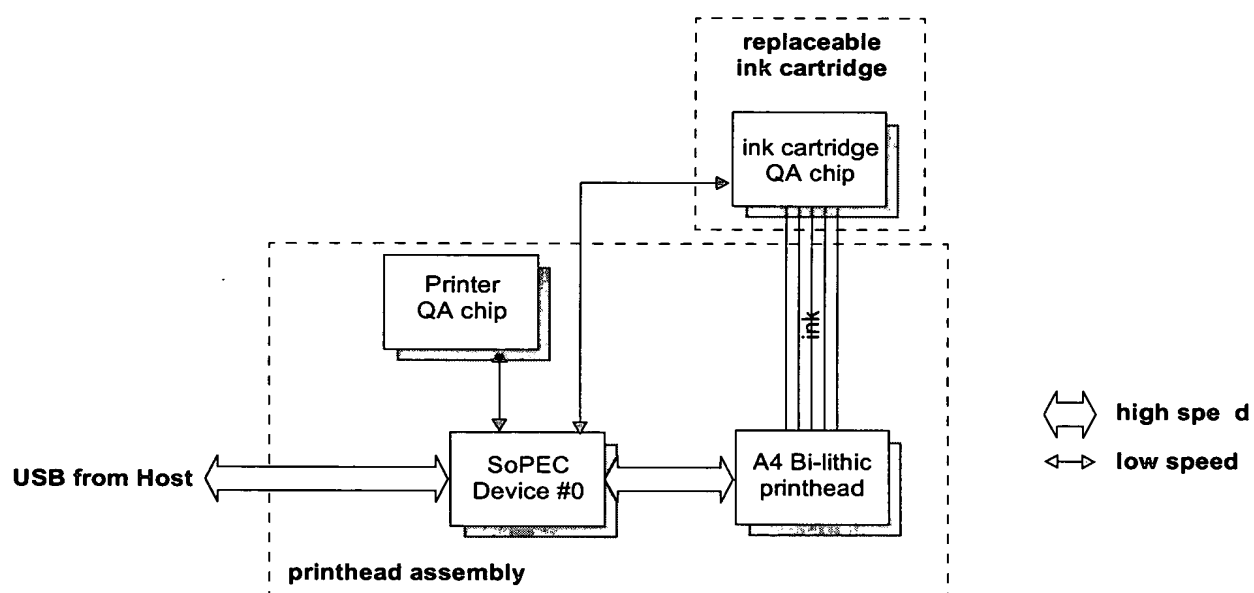 replaceable
ink cartridge
ink cartridge
QA chip
Printer
QA chip
ink
high spe d
low speed
USB from Host
SoPEC
Device #0
A4 Bi-lithic
printhead
printhead assembly